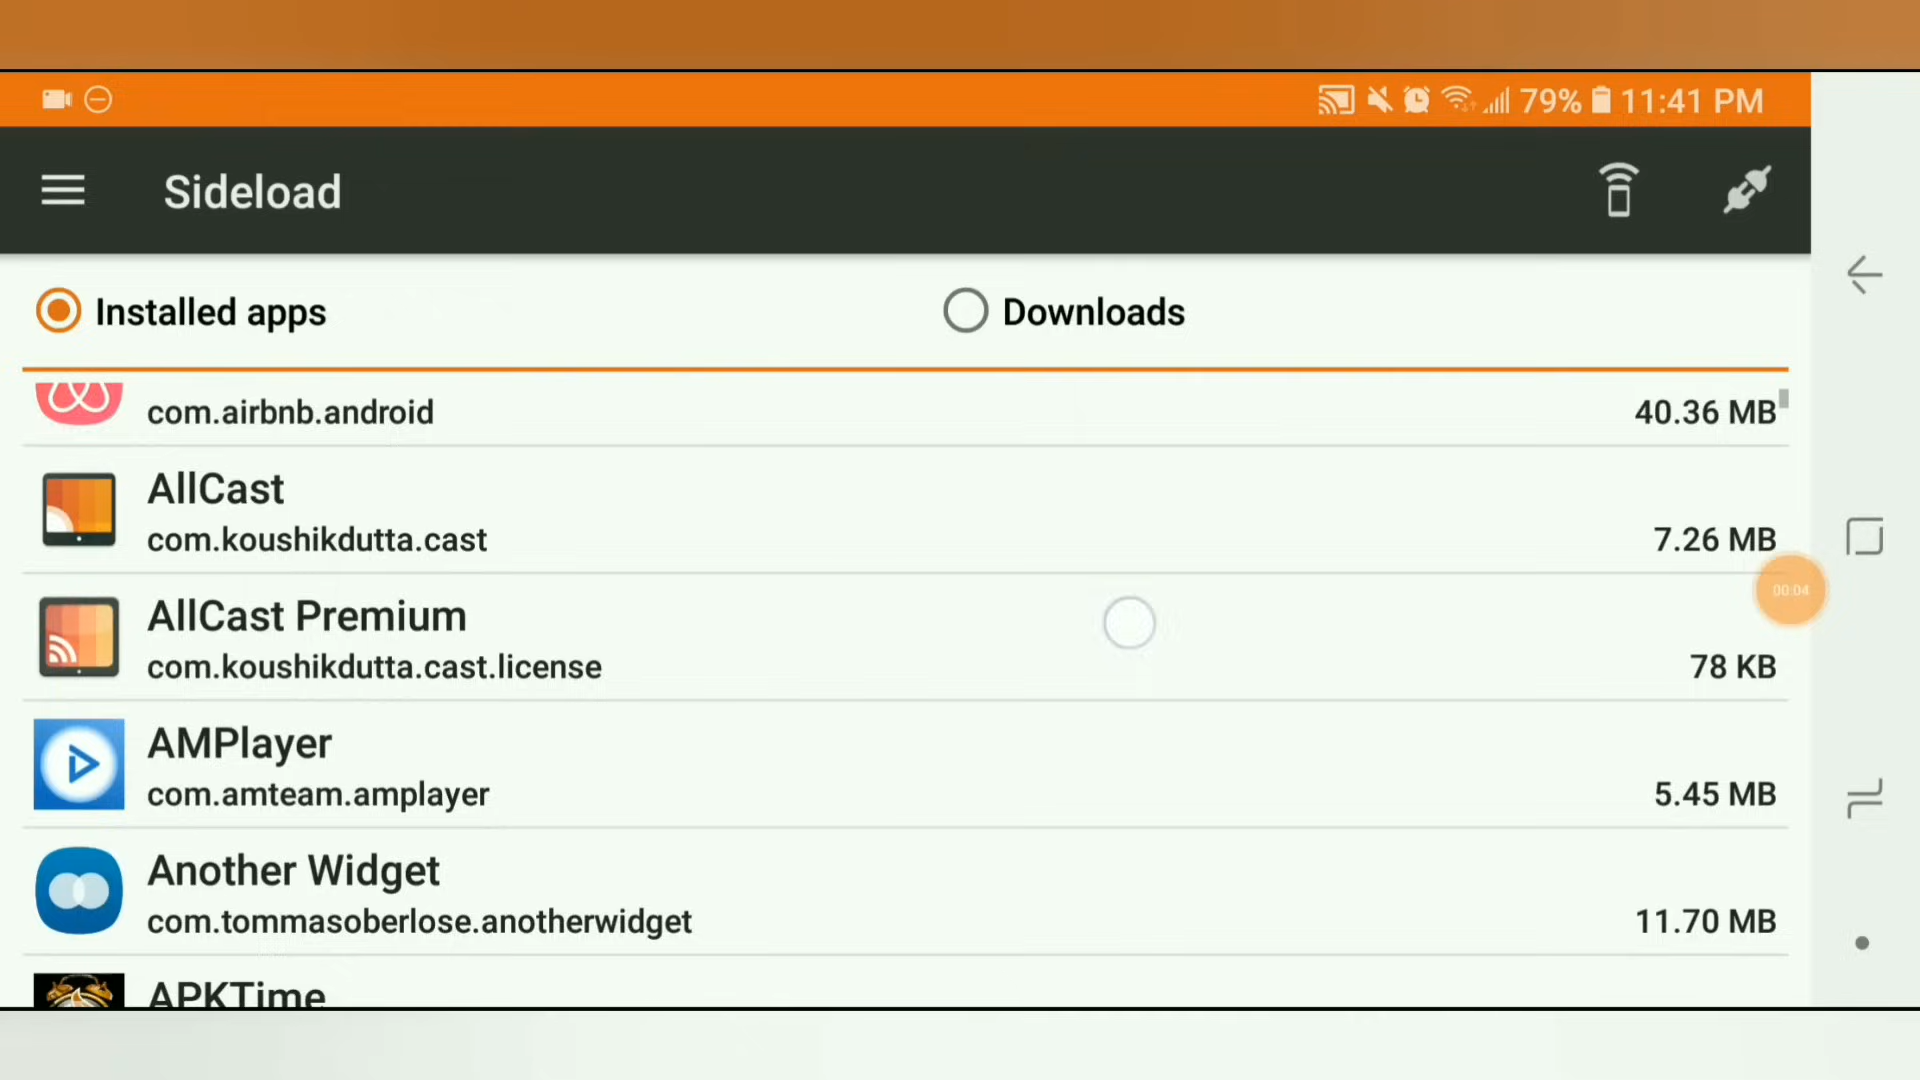 79% 11:41 PM
Sideload
Installed apps
Downloads
com.airbnb.android
40.36 MB
AllCast
com.koushikdutta.cast
7.26 MB
00:04
AllCast Premium
com.koushikdutta.cast.license
78 KB
AMPlayer
com.amteam.amplayer
5.45 MB
Another Widget
com.tommasoberlose.anotherwidget
11.70 MB
APKTime